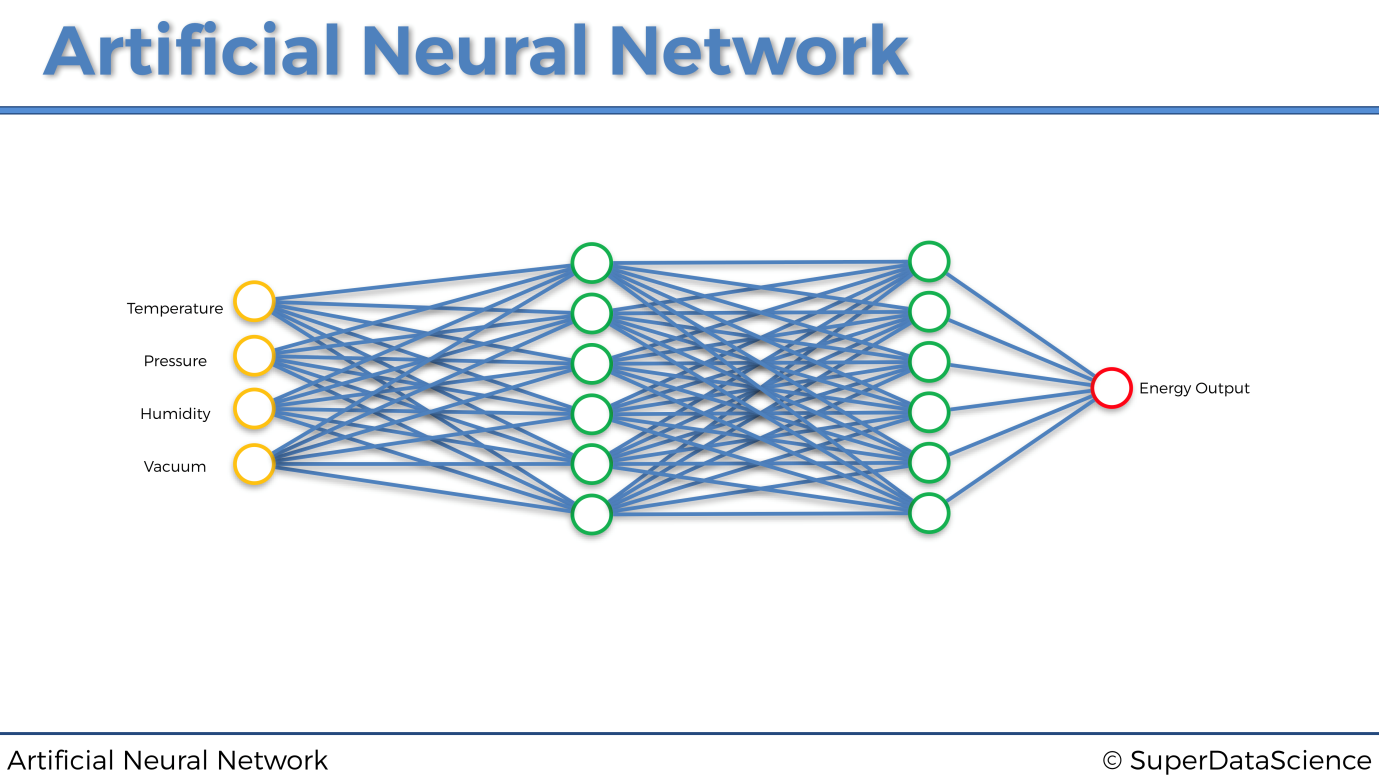 Artificial Neural Network
Temperature
Pressure
Humidity
Vacuum
Energy Output
Artificial Neural Network
© SuperDataScience